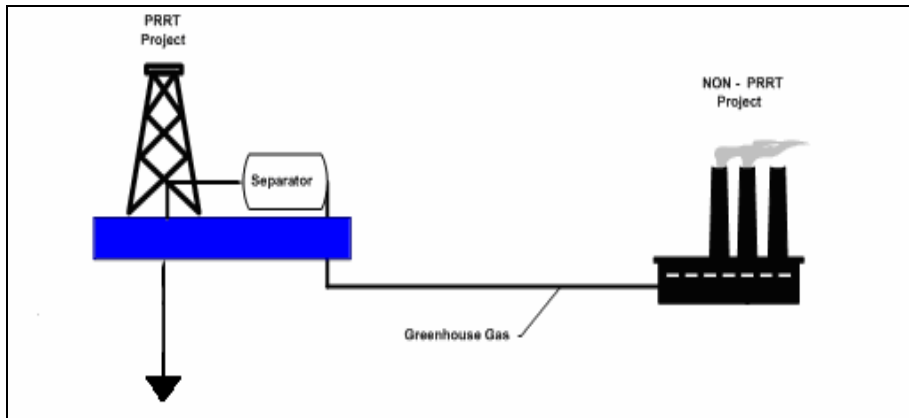 PRRT
Project
NON - PRRT
Project
Separator
Greenhouse Gas